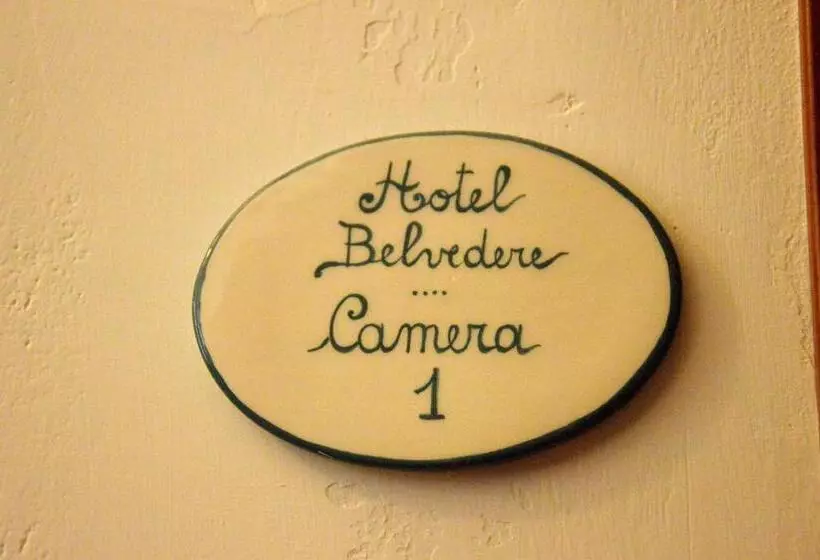 Hotel
Belvedere
....
Camera
1